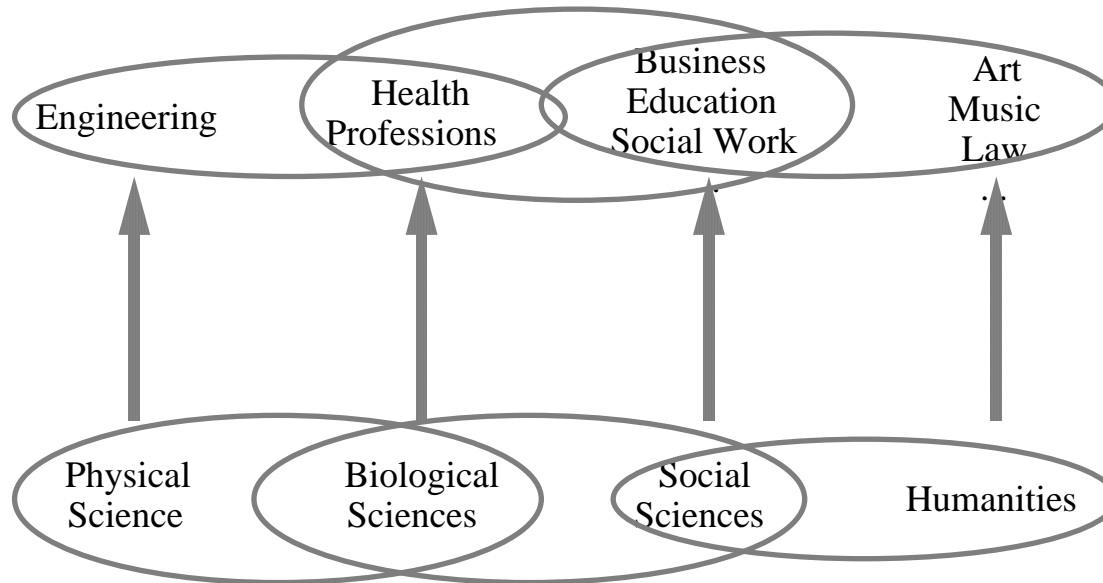 Engineering
Health
Professions
Business
Education
Social Work
.
Art
Music
Law
...
Physical
Science
Biological
Sciences
Social
Sciences
Humanities